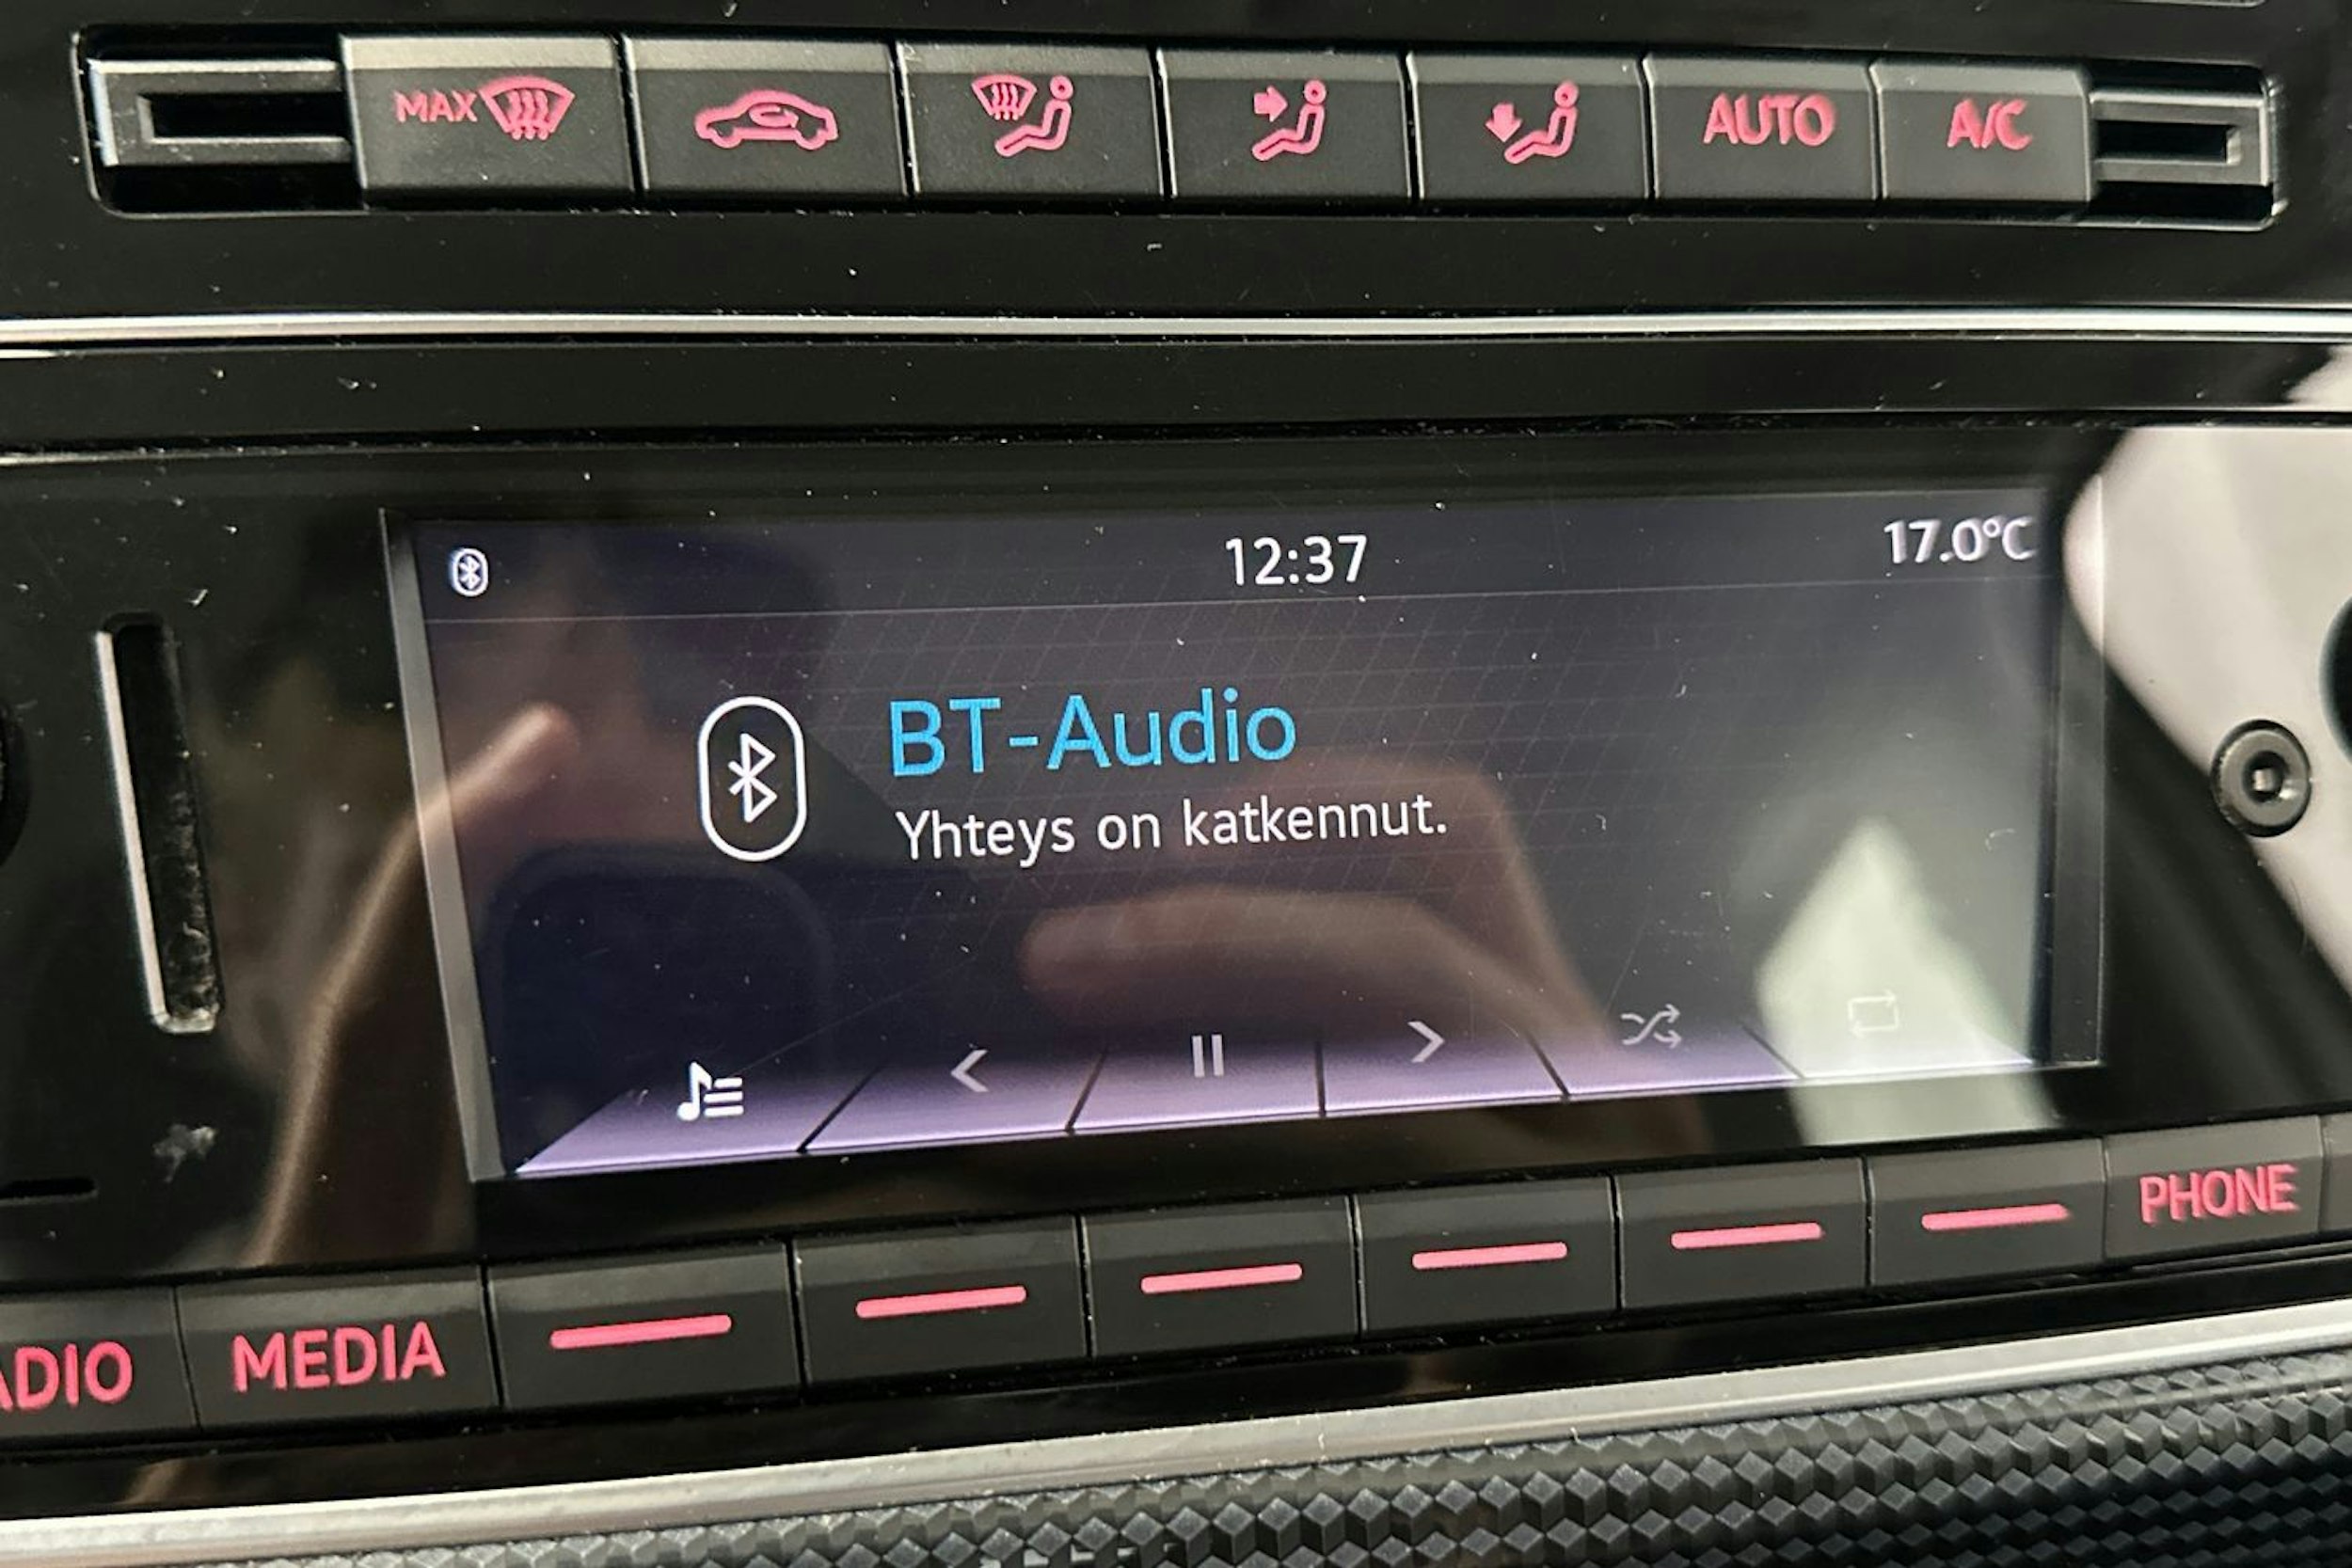 MAX
AUTO
A/C
12:37
17.0°C
BT-Audio
Yhteys on katkennut.
ADIO
MEDIA
PHONE